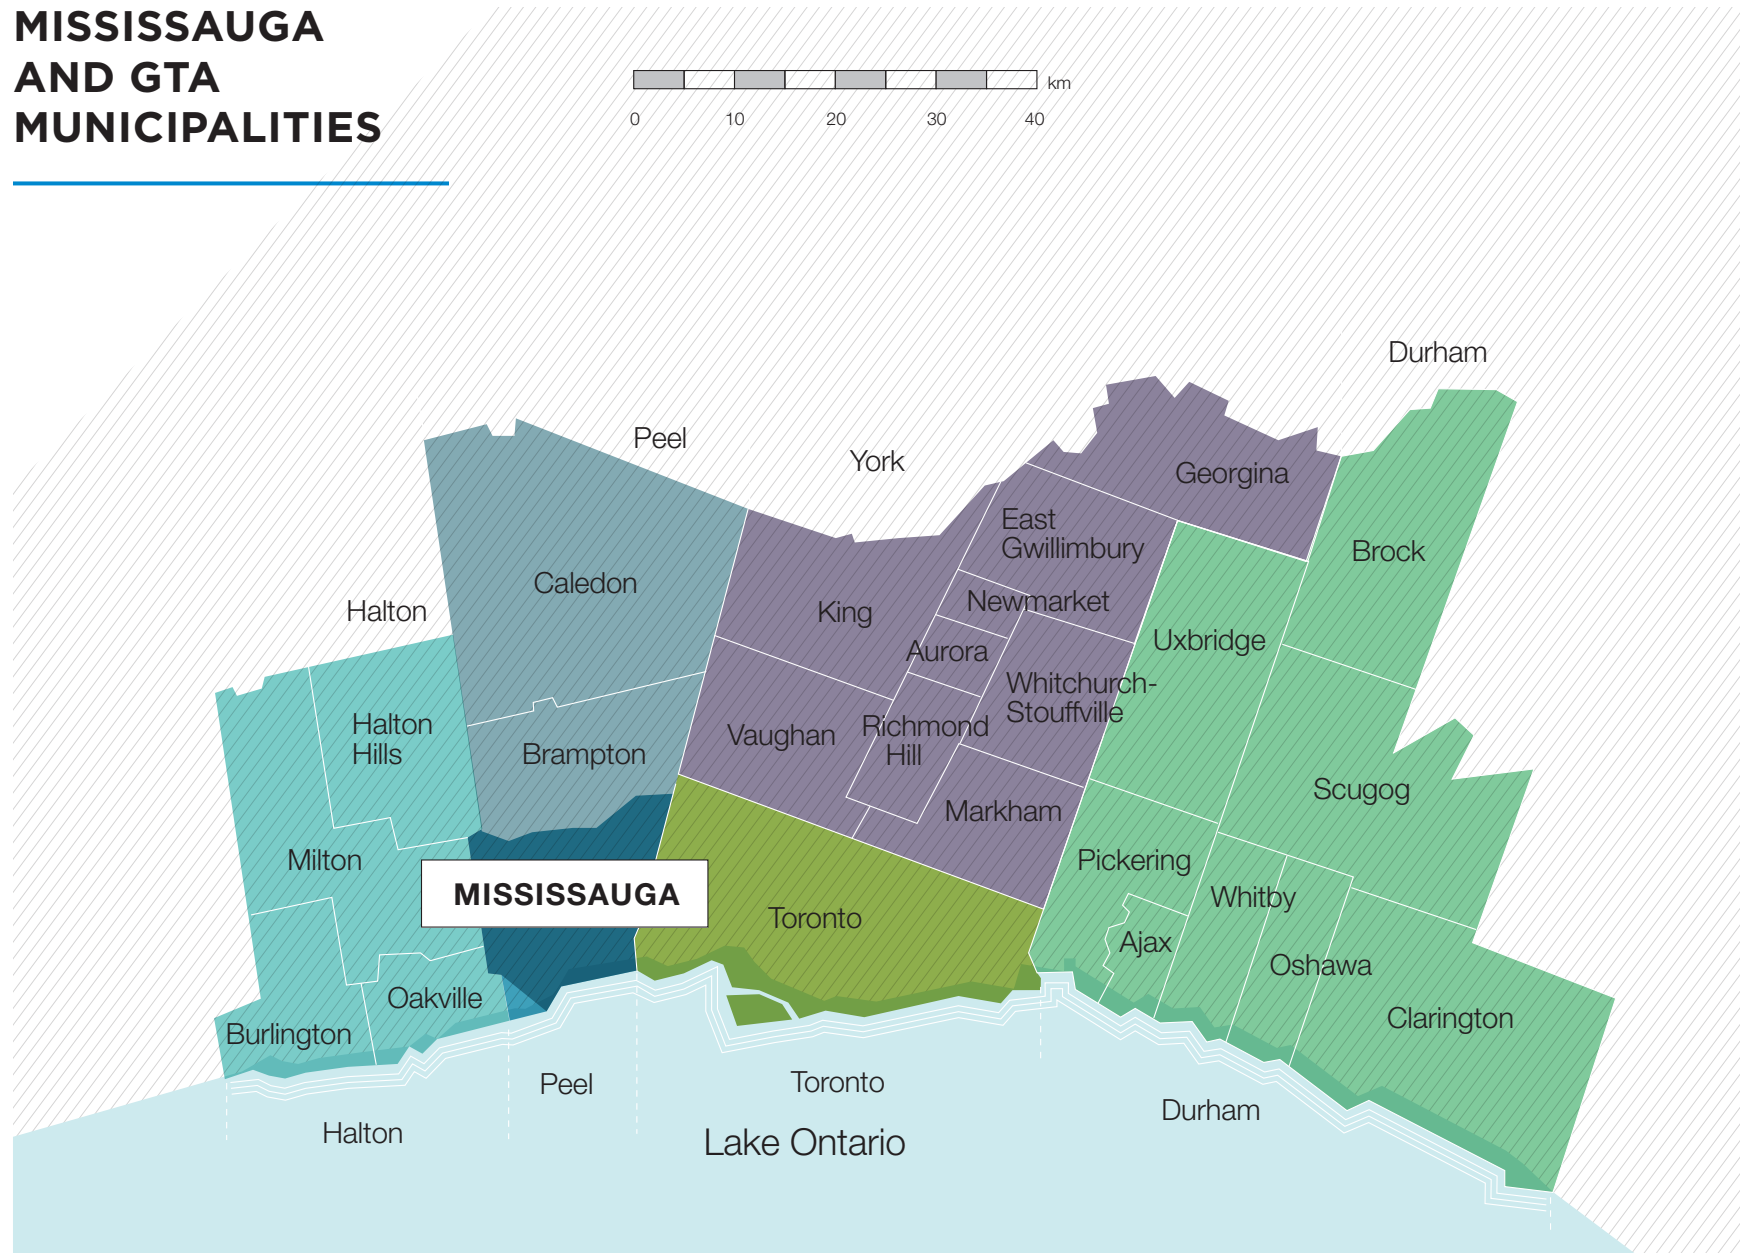 MISSISSAUGA
AND GTA
MUNICIPALITIES
km
0 10 20 30 40
Durham
Peel
York
Georgina
East
Gwillimbury
Brock
Caledon
Halton
King
Newmarket
Uxbridge
Aurora
Whitchurch-
Stouffville
Halton
Hills
Vaughan
Richmond
Hill
Brampton
Scugog
Markham
Milton
Pickering
MISSISSAUGA
Whitby
Toronto
Ajax
Oshawa
Oakville
Clarington
Burlington
Peel
Toronto
Durham
Halton
Lake Ontario